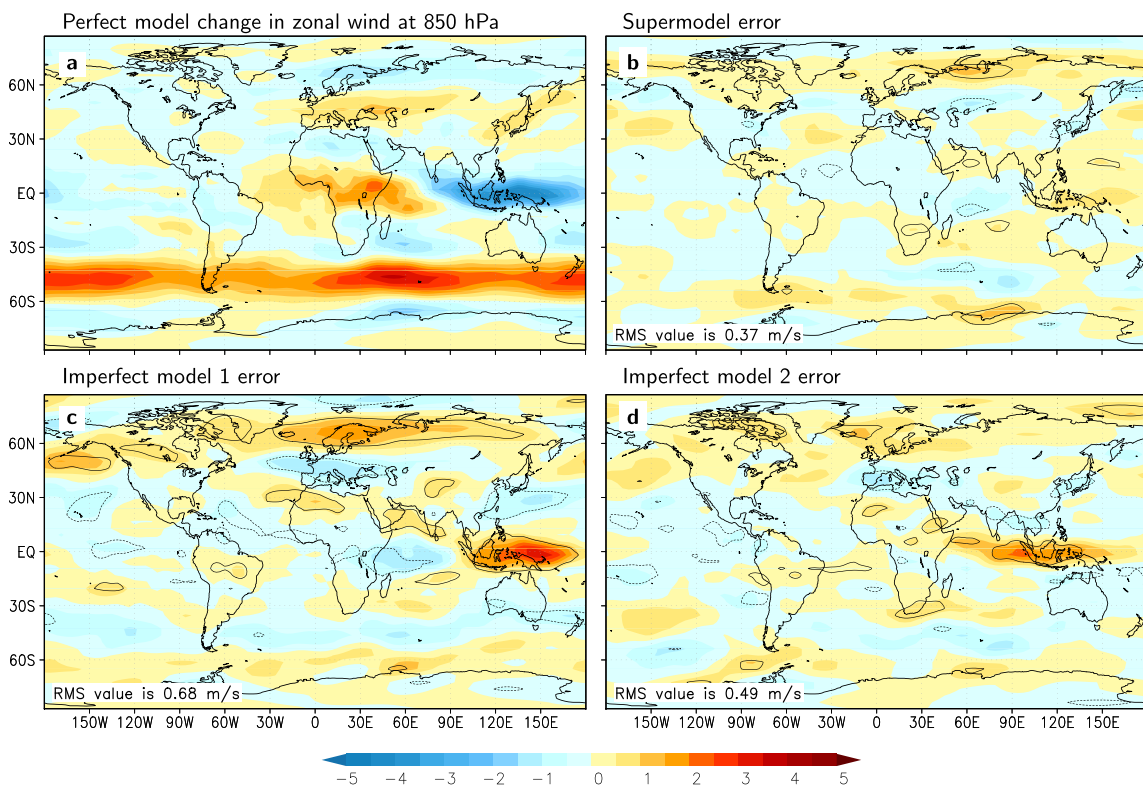 Perfect model change in zonal wind at 850 hPa
Supermodel error
a
b
60N
30N
EQ
30S
60S
RMS value is 0.37 m/s
Imperfect model 1 error
Imperfect model 2 error
c
d
60N
30N
EQ
30S
60S
RMS value is 0.68 m/s
RMS value is 0.49 m/s
150W 120W 90W 60W 30W 0 30E 60E 90E 120E 150E
150W 120W 90W 60W 30W 0 30E 60E 90E 120E 150E
-5 -4 -3 -2 -1 0 1 2 3 4 5